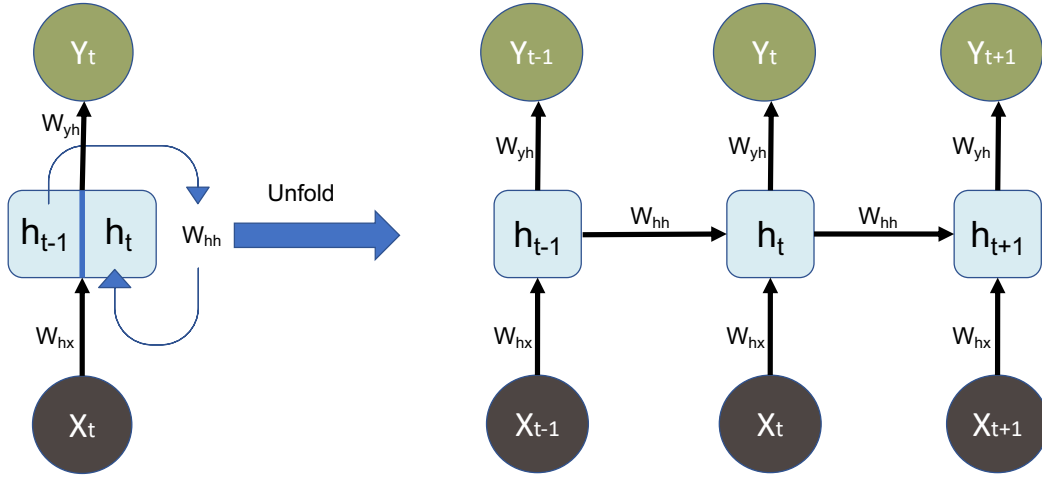 Yt
Wyh
ht-1
ht
Whh
Whx
Xt
Unfold
Yt-1
Yt
Yt+1
Wyh
Wyh
Wyh
Whh
Whh
ht-1
ht
ht+1
Whx
Whx
Whx
Xt-1
Xt
Xt+1